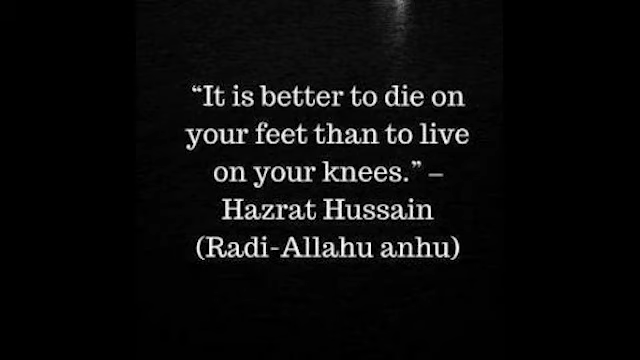 “It is better to die on
your feet than to live
on your knees.” –
Hazrat Hussain
(Radi-Allahu anhu)